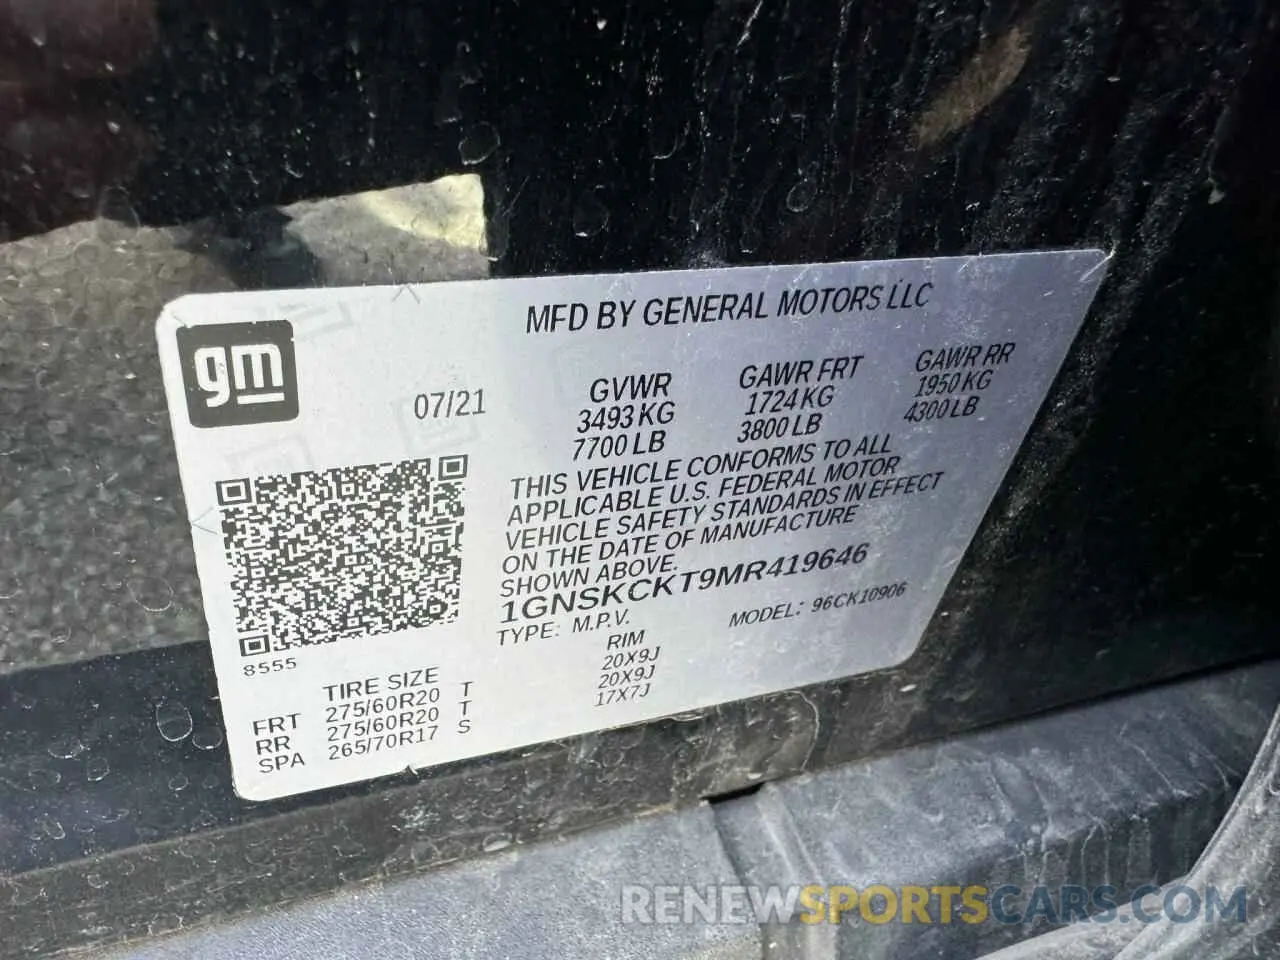 gm
MFD BY GENERAL MOTORS LLC
07/21
GVWR GAWR FRT GAWR RR
3493 KG 1724 KG 1950 KG
7700 LB 3800 LB 4300 LB
THIS VEHICLE CONFORMS TO ALL
APPLICABLE U.S. FEDERAL MOTOR
VEHICLE SAFETY STANDARDS IN EFFECT
ON THE DATE OF MANUFACTURE
SHOWN ABOVE.
1GNSKCKT9MR419646
TYPE: M.P.V. MODEL: 96CK10906
8555
TIRE SIZE RIM
FRT 275/60R20 T 20X9J
RR 275/60R20 T 20X9J
SPA 265/70R17 S 17X7J
RENEWSPORTSCARS.COM